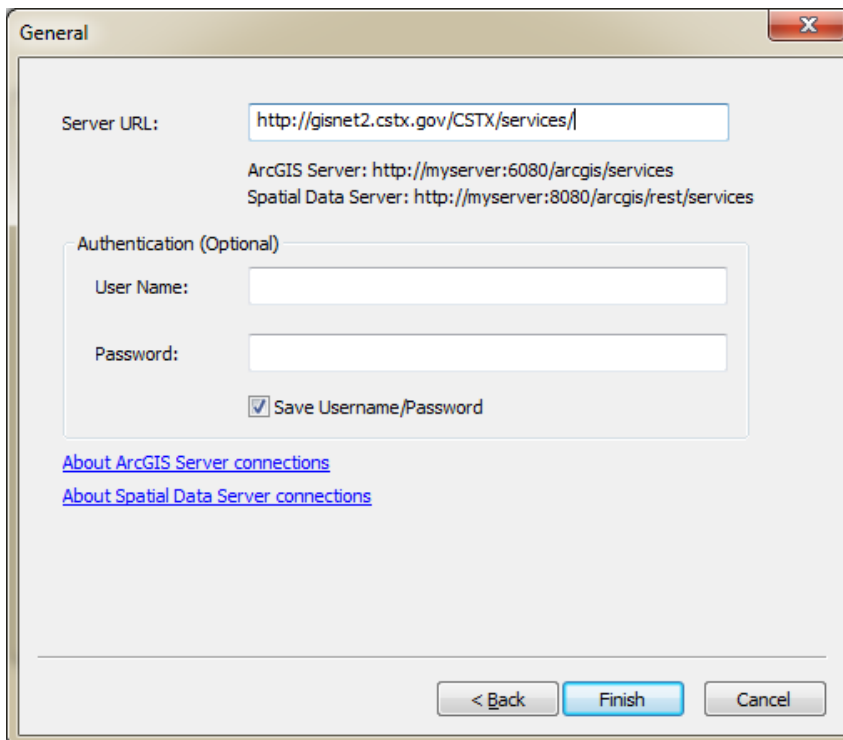 General
Server URL: http://gisnet2.cstx.gov/CSTX/services/
ArcGIS Server: http://myserver:6080/arcgis/services
Spatial Data Server: http://myserver:8080/arcgis/rest/services
Authentication (Optional)
User Name:
Password:
Save Username/Password
About ArcGIS Server connections
About Spatial Data Server connections
< Back Finish Cancel